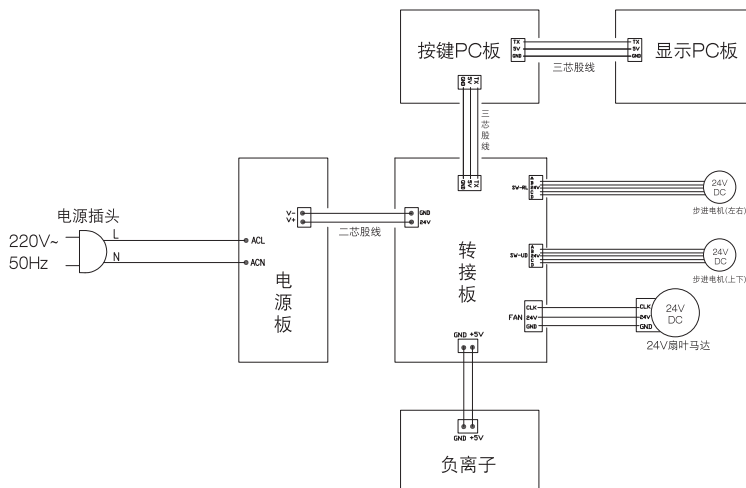 按键PC板
TX
5V
GND
三芯股线
TX
5V
GND
显示PC板
GND
5V
TX
三芯股线
GND
5V
TX
电源插头
220V~
50Hz
L
N
ACL
ACN
电源板
V-
V+
二芯股线
GND
24V
转接板
SW-RL
A
B
24V
C
D
24V
DC
步进电机(左右)
SW-UD
A
B
24V
C
D
24V
DC
步进电机(上下)
FAN
CLK
24V
GND
CLK
24V
GND
24V
DC
24V扇叶马达
GND +5V
GND +5V
负离子